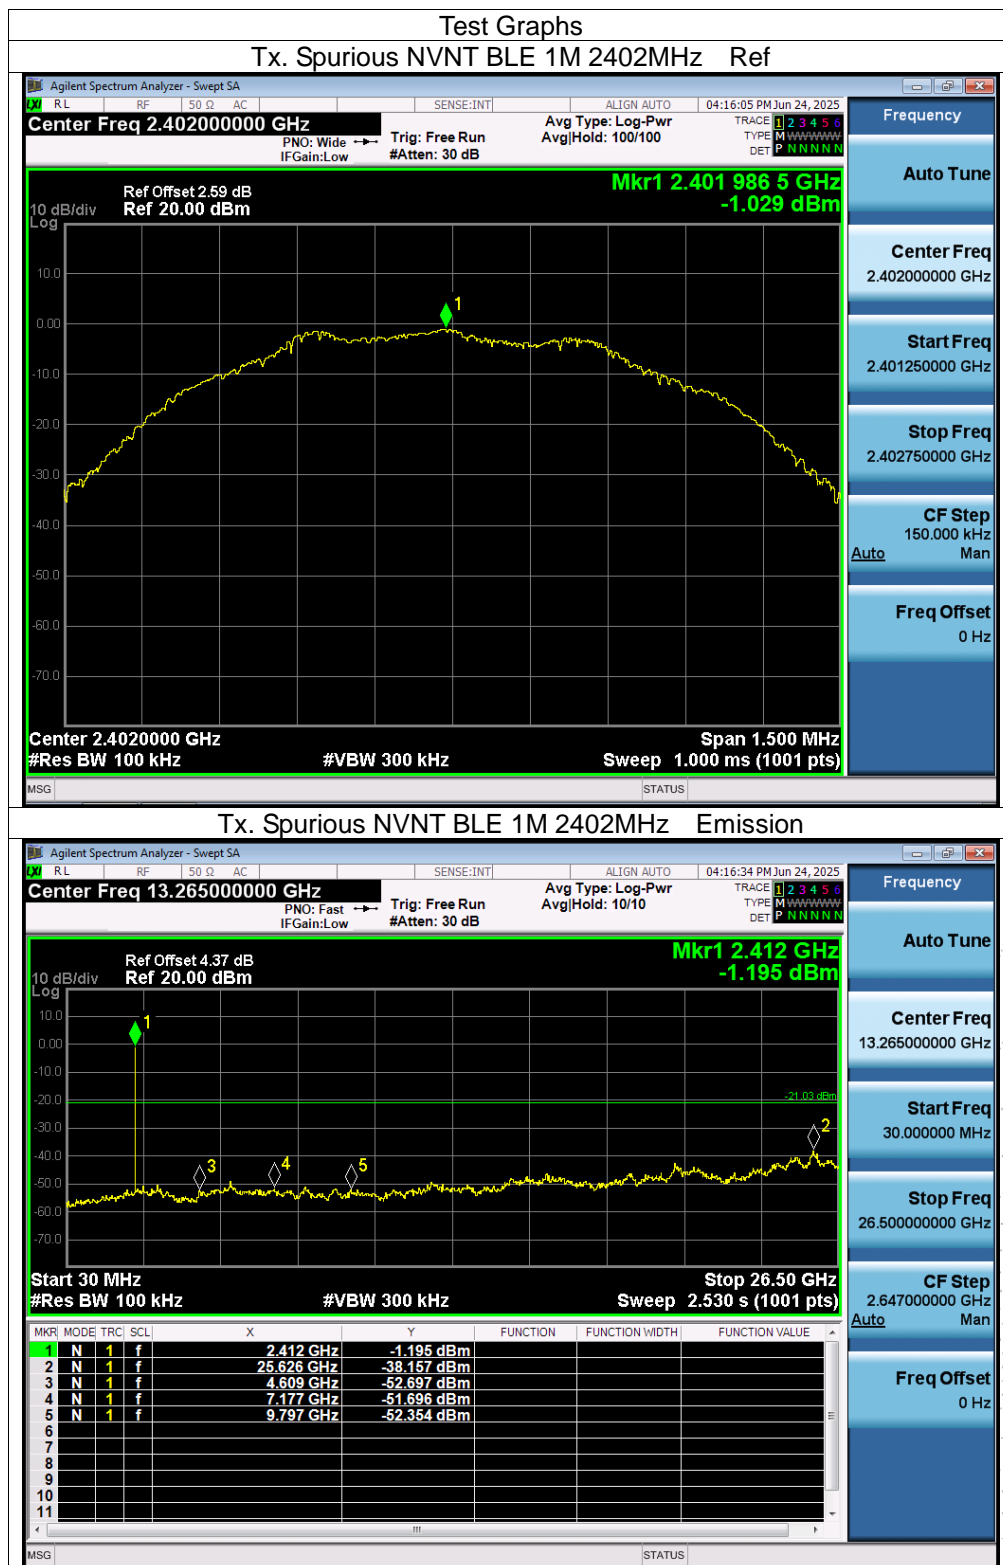 Test Graphs
Tx. Spurious NVNT BLE 1M 2402MHz Ref
Agilent Spectrum Analyzer - Swept SA
LXI RL RF 50 Ω AC SENSE:INT ALIGN AUTO 04:16:05 PM Jun 24, 2025
Center Freq 2.402000000 GHz
PNO: Wide
IFGain:Low
Trig: Free Run
#Atten: 30 dB
Avg Type: Log-Pwr
Avg|Hold: 100/100
TRACE 1 2 3 4 5 6
TYPE M WWWWW
DET P N N N N N
Mkr1 2.401 986 5 GHz
-1.029 dBm
Ref Offset 2.59 dB
10 dB/div Ref 20.00 dBm
Log
10.0
0.00
-10.0
-20.0
-30.0
-40.0
-50.0
-60.0
-70.0
1
Center 2.4020000 GHz Span 1.500 MHz
#Res BW 100 kHz #VBW 300 kHz Sweep 1.000 ms (1001 pts)
MSG STATUS
Frequency
Auto Tune
Center Freq
2.402000000 GHz
Start Freq
2.401250000 GHz
Stop Freq
2.402750000 GHz
CF Step
150.000 kHz
Auto Man
Freq Offset
0 Hz
Tx. Spurious NVNT BLE 1M 2402MHz Emission
Agilent Spectrum Analyzer - Swept SA
LXI RL RF 50 Ω AC SENSE:INT ALIGN AUTO 04:16:34 PM Jun 24, 2025
Center Freq 13.265000000 GHz
PNO: Fast
IFGain:Low
Trig: Free Run
#Atten: 30 dB
Avg Type: Log-Pwr
Avg|Hold: 10/10
TRACE 1 2 3 4 5 6
TYPE M WWWWW
DET P N N N N N
Mkr1 2.412 GHz
-1.195 dBm
Ref Offset 4.37 dB
10 dB/div Ref 20.00 dBm
Log
10.0
0.00
-10.0
-20.0
-30.0
-40.0
-50.0
-60.0
-70.0
1
-21.03 dBm
2
3
4
5
Start 30 MHz Stop 26.50 GHz
#Res BW 100 kHz #VBW 300 kHz Sweep 2.530 s (1001 pts)
MKR MODE TRC SCL X Y FUNCTION FUNCTION WIDTH FUNCTION VALUE
1 N 1 f 2.412 GHz -1.195 dBm
2 N 1 f 25.626 GHz -38.157 dBm
3 N 1 f 4.609 GHz -52.697 dBm
4 N 1 f 7.177 GHz -51.696 dBm
5 N 1 f 9.797 GHz -52.354 dBm
6
7
8
9
10
11
MSG STATUS
Frequency
Auto Tune
Center Freq
13.265000000 GHz
Start Freq
30.000000 MHz
Stop Freq
26.500000000 GHz
CF Step
2.647000000 GHz
Auto Man
Freq Offset
0 Hz